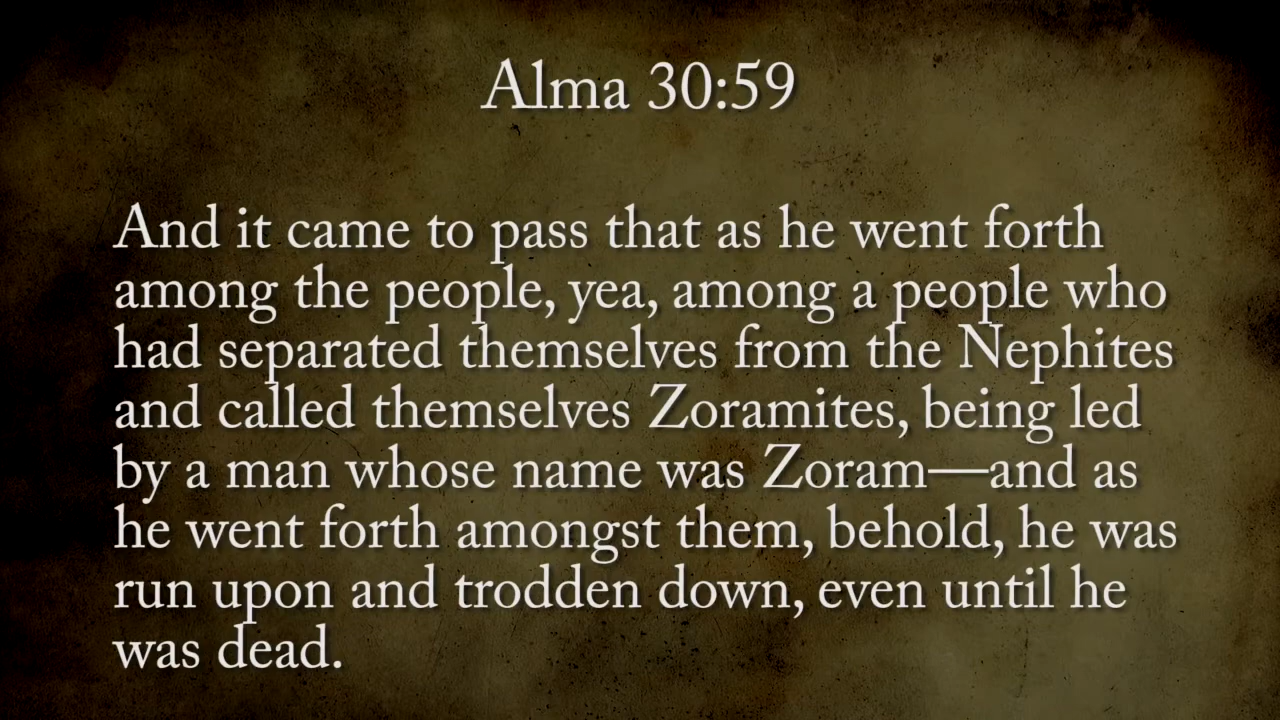 Alma 30:59
And it came to pass that as he went forth
among the people, yea, among a people who
had separated themselves from the Nephites
and called themselves Zoramites, being led
by a man whose name was Zoram—and as
he went forth amongst them, behold, he was
run upon and trodden down, even until he
was dead.